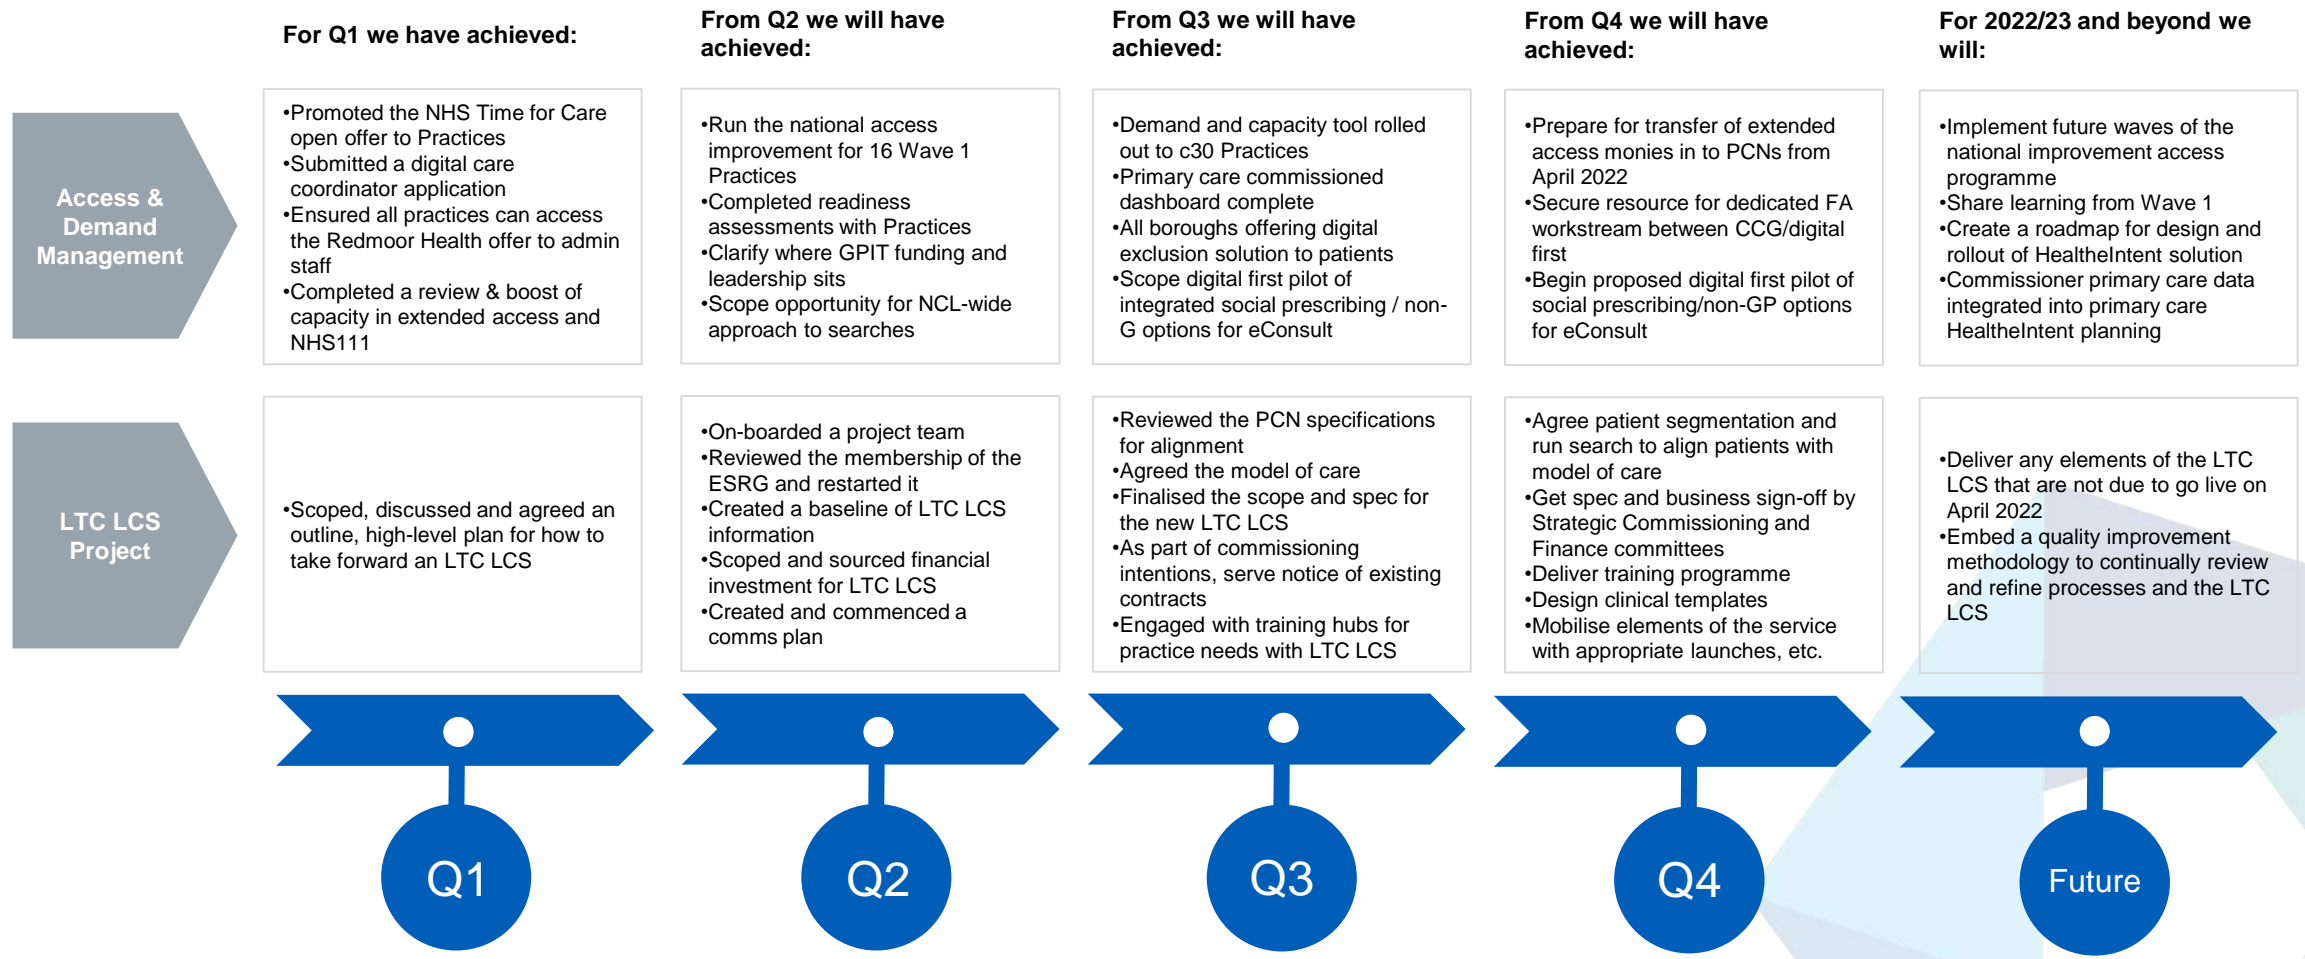 For Q1 we have achieved:
From Q2 we will have
achieved:
From Q3 we will have
achieved:
From Q4 we will have
achieved:
For 2022/23 and beyond we
will:
Access &
Demand
Management
•Promoted the NHS Time for Care
open offer to Practices
•Submitted a digital care
coordinator application
•Ensured all practices can access
the Redmoor Health offer to admin
staff
•Completed a review & boost of
capacity in extended access and
NHS111
•Run the national access
improvement for 16 Wave 1
Practices
•Completed readiness
assessments with Practices
•Clarify where GPIT funding and
leadership sits
•Scope opportunity for NCL-wide
approach to searches
•Demand and capacity tool rolled
out to c30 Practices
•Primary care commissioned
dashboard complete
•All boroughs offering digital
exclusion solution to patients
•Scope digital first pilot of
integrated social prescribing / non-
G options for eConsult
•Prepare for transfer of extended
access monies in to PCNs from
April 2022
•Secure resource for dedicated FA
workstream between CCG/digital
first
•Begin proposed digital first pilot of
social prescribing/non-GP options
for eConsult
•Implement future waves of the
national improvement access
programme
•Share learning from Wave 1
•Create a roadmap for design and
rollout of HealtheIntent solution
•Commissioner primary care data
integrated into primary care
HealtheIntent planning
LTC LCS
Project
•Scoped, discussed and agreed an
outline, high-level plan for how to
take forward an LTC LCS
•On-boarded a project team
•Reviewed the membership of the
ESRG and restarted it
•Created a baseline of LTC LCS
information
•Scoped and sourced financial
investment for LTC LCS
•Created and commenced a
comms plan
•Reviewed the PCN specifications
for alignment
•Agreed the model of care
•Finalised the scope and spec for
the new LTC LCS
•As part of commissioning
intentions, serve notice of existing
contracts
•Engaged with training hubs for
practice needs with LTC LCS
•Agree patient segmentation and
run search to align patients with
model of care
•Get spec and business sign-off by
Strategic Commissioning and
Finance committees
•Deliver training programme
•Design clinical templates
•Mobilise elements of the service
with appropriate launches, etc.
•Deliver any elements of the LTC
LCS that are not due to go live on
April 2022
•Embed a quality improvement
methodology to continually review
and refine processes and the LTC
LCS
Q1
Q2
Q3
Q4
Future